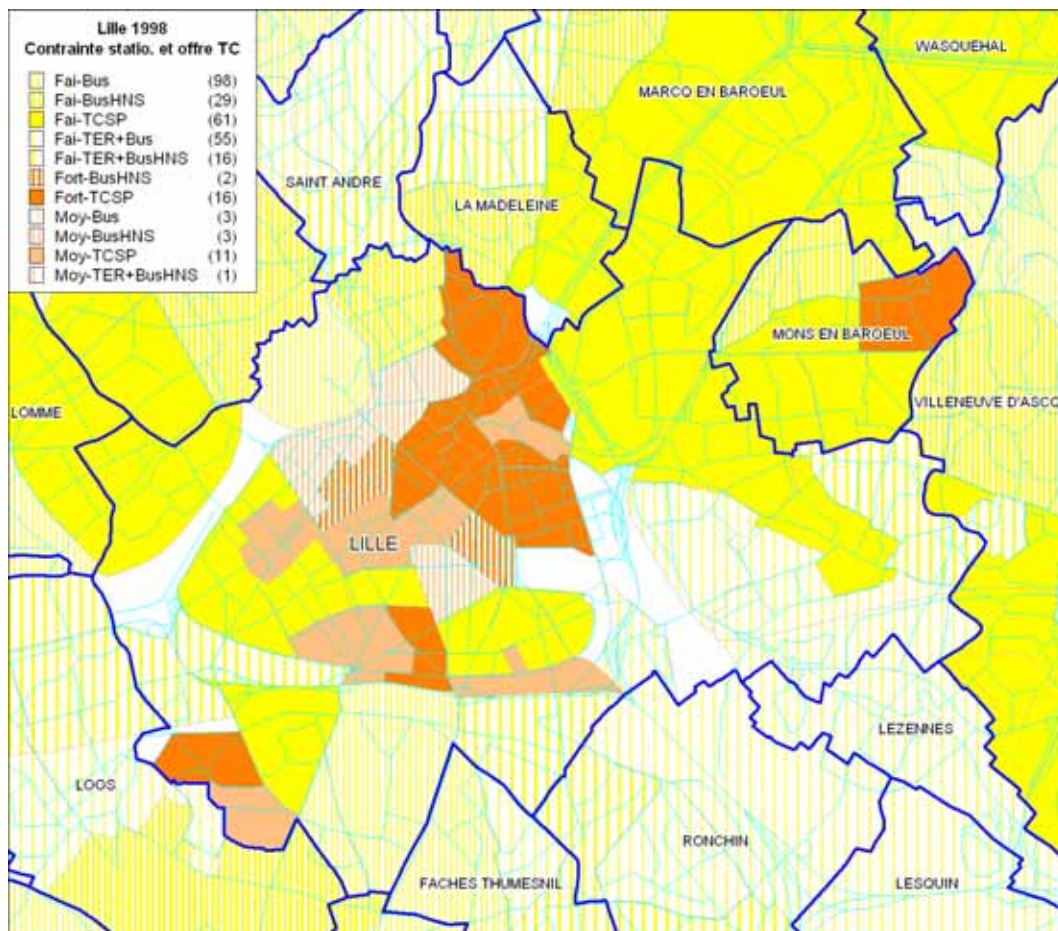 Lille 1998
Contrainte statio. et offre TC
Fai-Bus (98)
Fai-BusHNS (29)
Fai-TCSP (61)
Fai-TER+Bus (55)
Fai-TER+BusHNS (16)
Fort-BusHNS (2)
Fort-TCSP (16)
Moy-Bus (3)
Moy-BusHNS (3)
Moy-TCSP (11)
Moy-TER+BusHNS (1)
WASQUEHAL
MARCQ EN BAROEUL
SAINT ANDRE
LA MADELEINE
MONS EN BAROEUL
VILLENEUVE D'ASCQ
LOMME
LILLE
LEZENNES
LOOS
RONCHIN
FACHES THUMESNIL
LESQUIN